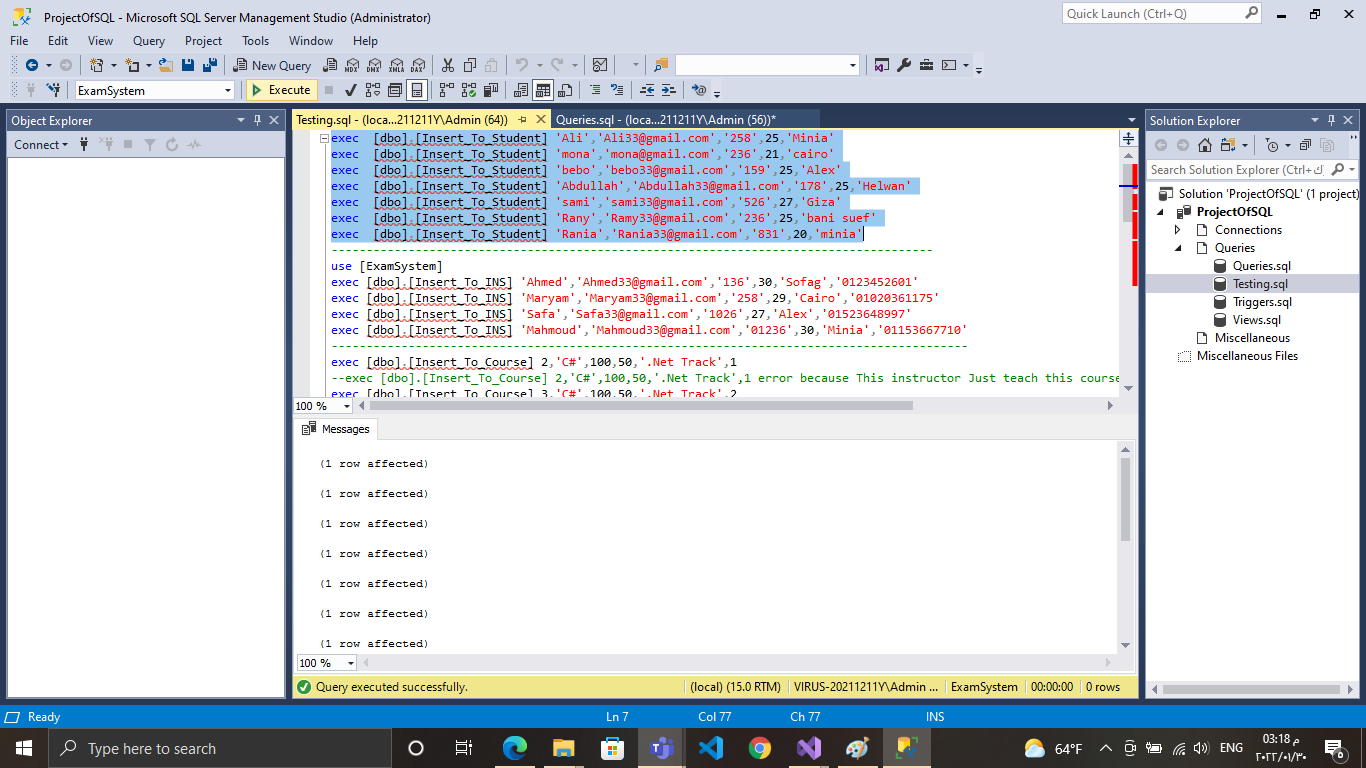 ProjectOfSQL - Microsoft SQL Server Management Studio (Administrator)
Quick Launch (Ctrl+Q)
File Edit View Query Project Tools Window Help
New Query
MDX DMX XMLA DAX
ExamSystem
Execute
Object Explorer
Connect
Testing.sql - (loca...211211Y\Admin (64))
Queries.sql - (loca...211211Y\Admin (56))*
exec [dbo].[Insert_To_Student] 'Ali','Ali33@gmail.com','258',25,'Minia'
exec [dbo].[Insert_To_Student] 'mona','mona@gmail.com','236',21,'cairo'
exec [dbo].[Insert_To_Student] 'bebo','bebo33@gmail.com','159',25,'Alex'
exec [dbo].[Insert_To_Student] 'Abdullah','Abdullah33@gmail.com','178',25,'Helwan'
exec [dbo].[Insert_To_Student] 'sami','sami33@gmail.com','526',27,'Giza'
exec [dbo].[Insert_To_Student] 'Rany','Ramy33@gmail.com','236',25,'bani suef'
exec [dbo].[Insert_To_Student] 'Rania','Rania33@gmail.com','831',20,'minia'
-------------------------------------------------------------------------------------
use [ExamSystem]
exec [dbo].[Insert_To_INS] 'Ahmed','Ahmed33@gmail.com','136',30,'Sofag','0123452601'
exec [dbo].[Insert_To_INS] 'Maryam','Maryam33@gmail.com','258',29,'Cairo','01020361175'
exec [dbo].[Insert_To_INS] 'Safa','Safa33@gmail.com','1026',27,'Alex','01523648997'
exec [dbo].[Insert_To_INS] 'Mahmoud','Mahmoud33@gmail.com','01236',30,'Minia','01153667710'
------------------------------------------------------------------------------------------
exec [dbo].[Insert_To_Course] 2,'C#',100,50,'.Net Track',1
--exec [dbo].[Insert_To_Course] 2,'C#',100,50,'.Net Track',1 error because This instructor Just teach this course
exec [dbo].[Insert_To_Course] 3,'C#',100,50,'.Net Track',2
100 %
Messages
(1 row affected)
(1 row affected)
(1 row affected)
(1 row affected)
(1 row affected)
(1 row affected)
(1 row affected)
100 %
Query executed successfully.
(local) (15.0 RTM)
VIRUS-20211211Y\Admin ...
ExamSystem
00:00:00
0 rows
Solution Explorer
Search Solution Explorer (Ctrl+
Solution 'ProjectOfSQL' (1 project)
ProjectOfSQL
Connections
Queries
Queries.sql
Testing.sql
Triggers.sql
Views.sql
Miscellaneous
Miscellaneous Files
Ready
Ln 7
Col 77
Ch 77
INS
Type here to search
64°F
ENG
03:18 م
٢٠٢٢/٠١/٣٠
8